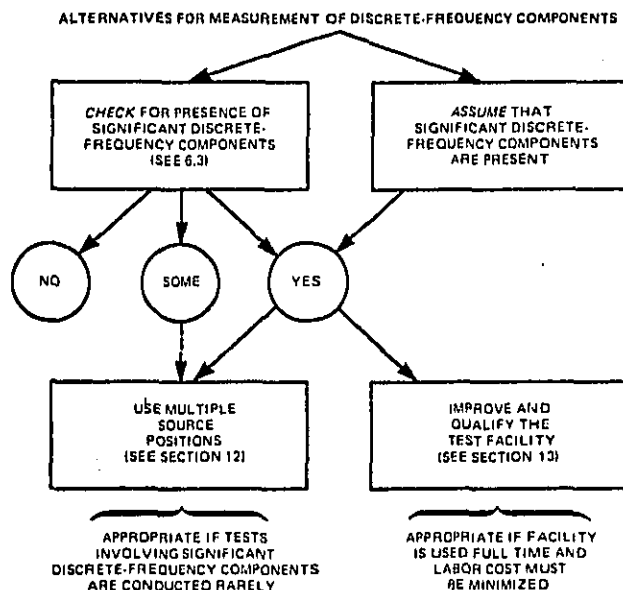 ALTERNATIVES FOR MEASUREMENT OF DISCRETE-FREQUENCY COMPONENTS
CHECK FOR PRESENCE OF
SIGNIFICANT DISCRETE-
FREQUENCY COMPONENTS
(SEE 6.3)
ASSUME THAT
SIGNIFICANT DISCRETE-
FREQUENCY COMPONENTS
ARE PRESENT
NO
SOME
YES
USE MULTIPLE
SOURCE
POSITIONS
(SEE SECTION 12)
IMPROVE AND
QUALIFY THE
TEST FACILITY
(SEE SECTION 13)
APPROPRIATE IF TESTS
INVOLVING SIGNIFICANT
DISCRETE-FREQUENCY COMPONENTS
ARE CONDUCTED RARELY
APPROPRIATE IF FACILITY
IS USED FULL TIME AND
LABOR COST MUST
BE MINIMIZED